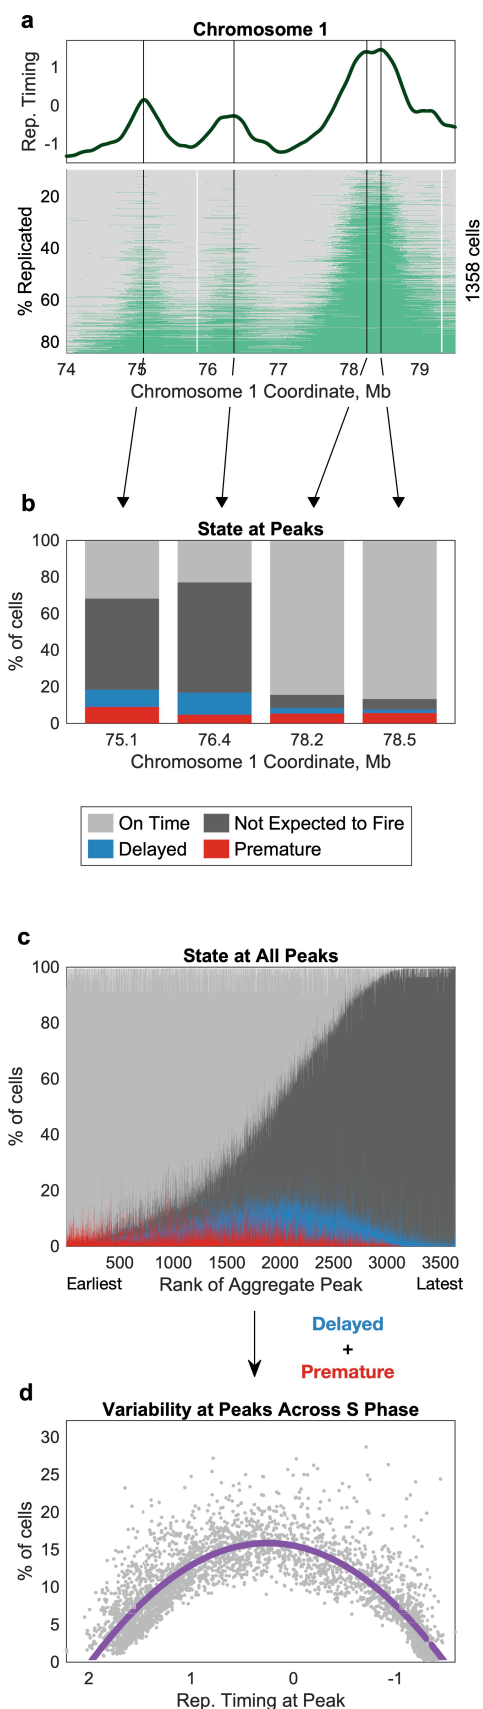 a
Chromosome 1
Rep. Timing
1
0
-1
% Replicated
20
40
60
80
1358 cells
74 75 76 77 78 79
Chromosome 1 Coordinate, Mb
b
State at Peaks
% of cells
100
80
60
40
20
0
75.1 76.4 78.2 78.5
Chromosome 1 Coordinate, Mb
On Time Not Expected to Fire
Delayed Premature
c
State at All Peaks
% of cells
100
80
60
40
20
0
500 1000 1500 2000 2500 3000 3500
Earliest Rank of Aggregate Peak Latest
Delayed
+
Premature
d
Variability at Peaks Across S Phase
% of cells
30
25
20
15
10
5
0
2 1 0 -1
Rep. Timing at Peak